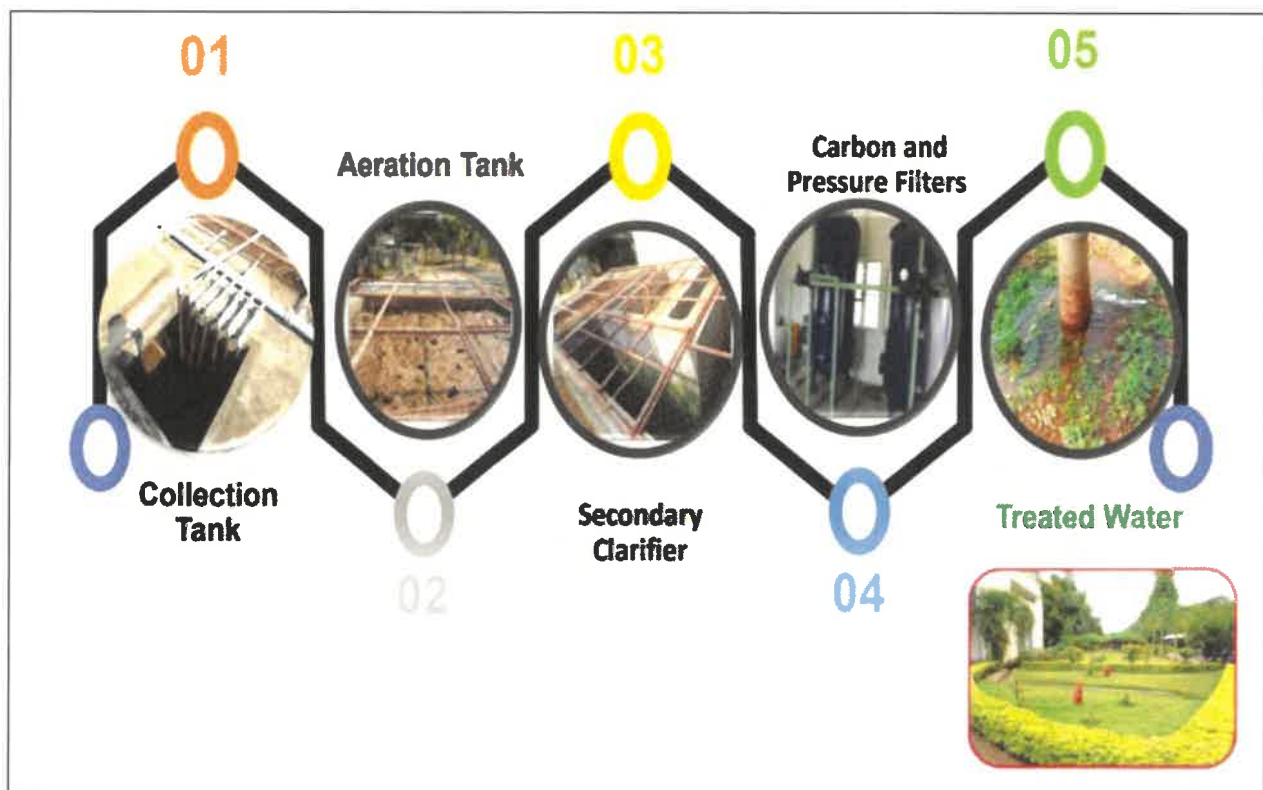 01
Collection
Tank
02
Aeration Tank
03
Secondary
Clarifier
04
Carbon and
Pressure Filters
05
Treated Water